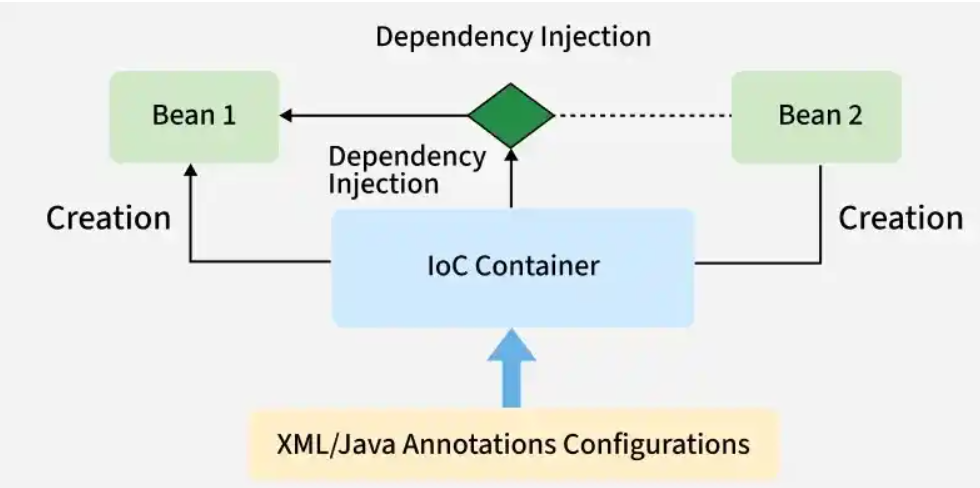 Dependency Injection
Bean 1
Bean 2
Dependency
Injection
Creation
Creation
IoC Container
XML/Java Annotations Configurations